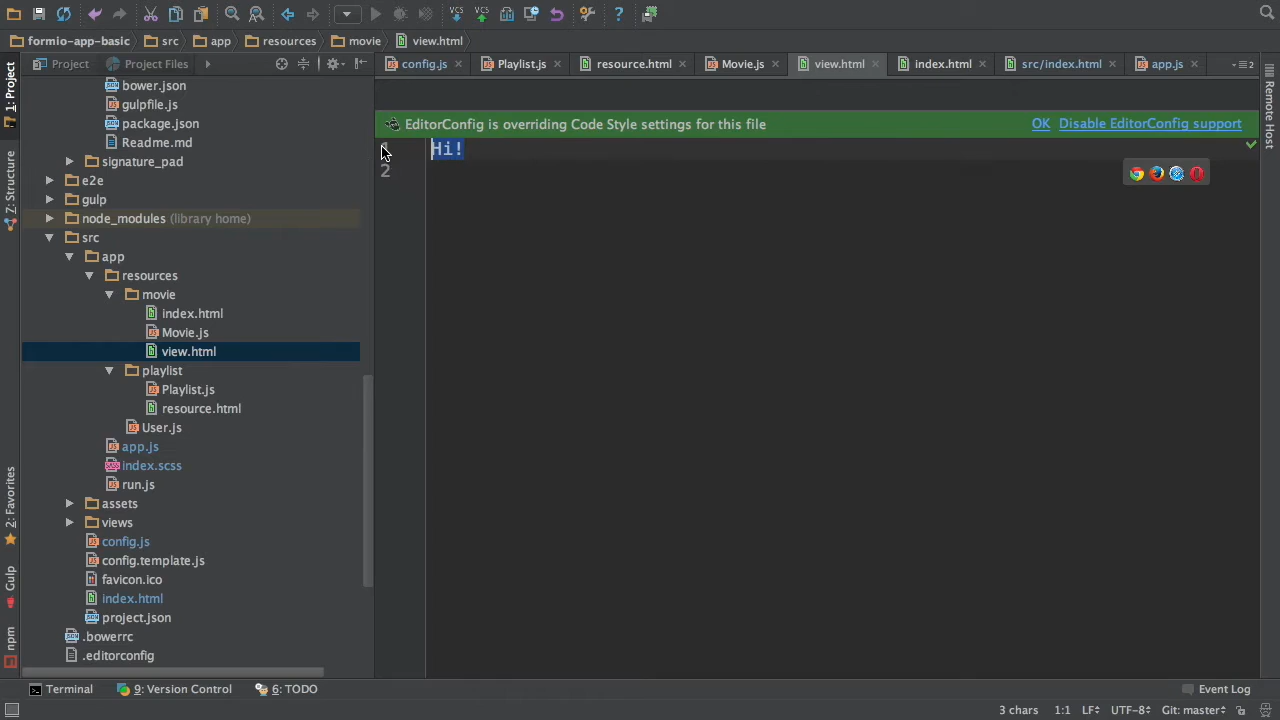 VCS VCS
formio-app-basic src app resources movie view.html
Project Project Files
config.js Playlist.js resource.html Movie.js view.html index.html src/index.html app.js 2
1: Project
Z: Structure
2: Favorites
Gulp
npm
bower.json
gulpfile.js
package.json
Readme.md
signature_pad
e2e
gulp
node_modules (library home)
src
app
resources
movie
index.html
Movie.js
view.html
playlist
Playlist.js
resource.html
User.js
app.js
index.scss
run.js
assets
views
config.js
config.template.js
favicon.ico
index.html
project.json
.bowerrc
.editorconfig
EditorConfig is overriding Code Style settings for this file OK Disable EditorConfig support
Hi!
2
Remote Host
Terminal 9: Version Control 6: TODO Event Log
3 chars 1:1 LF UTF-8 Git: master